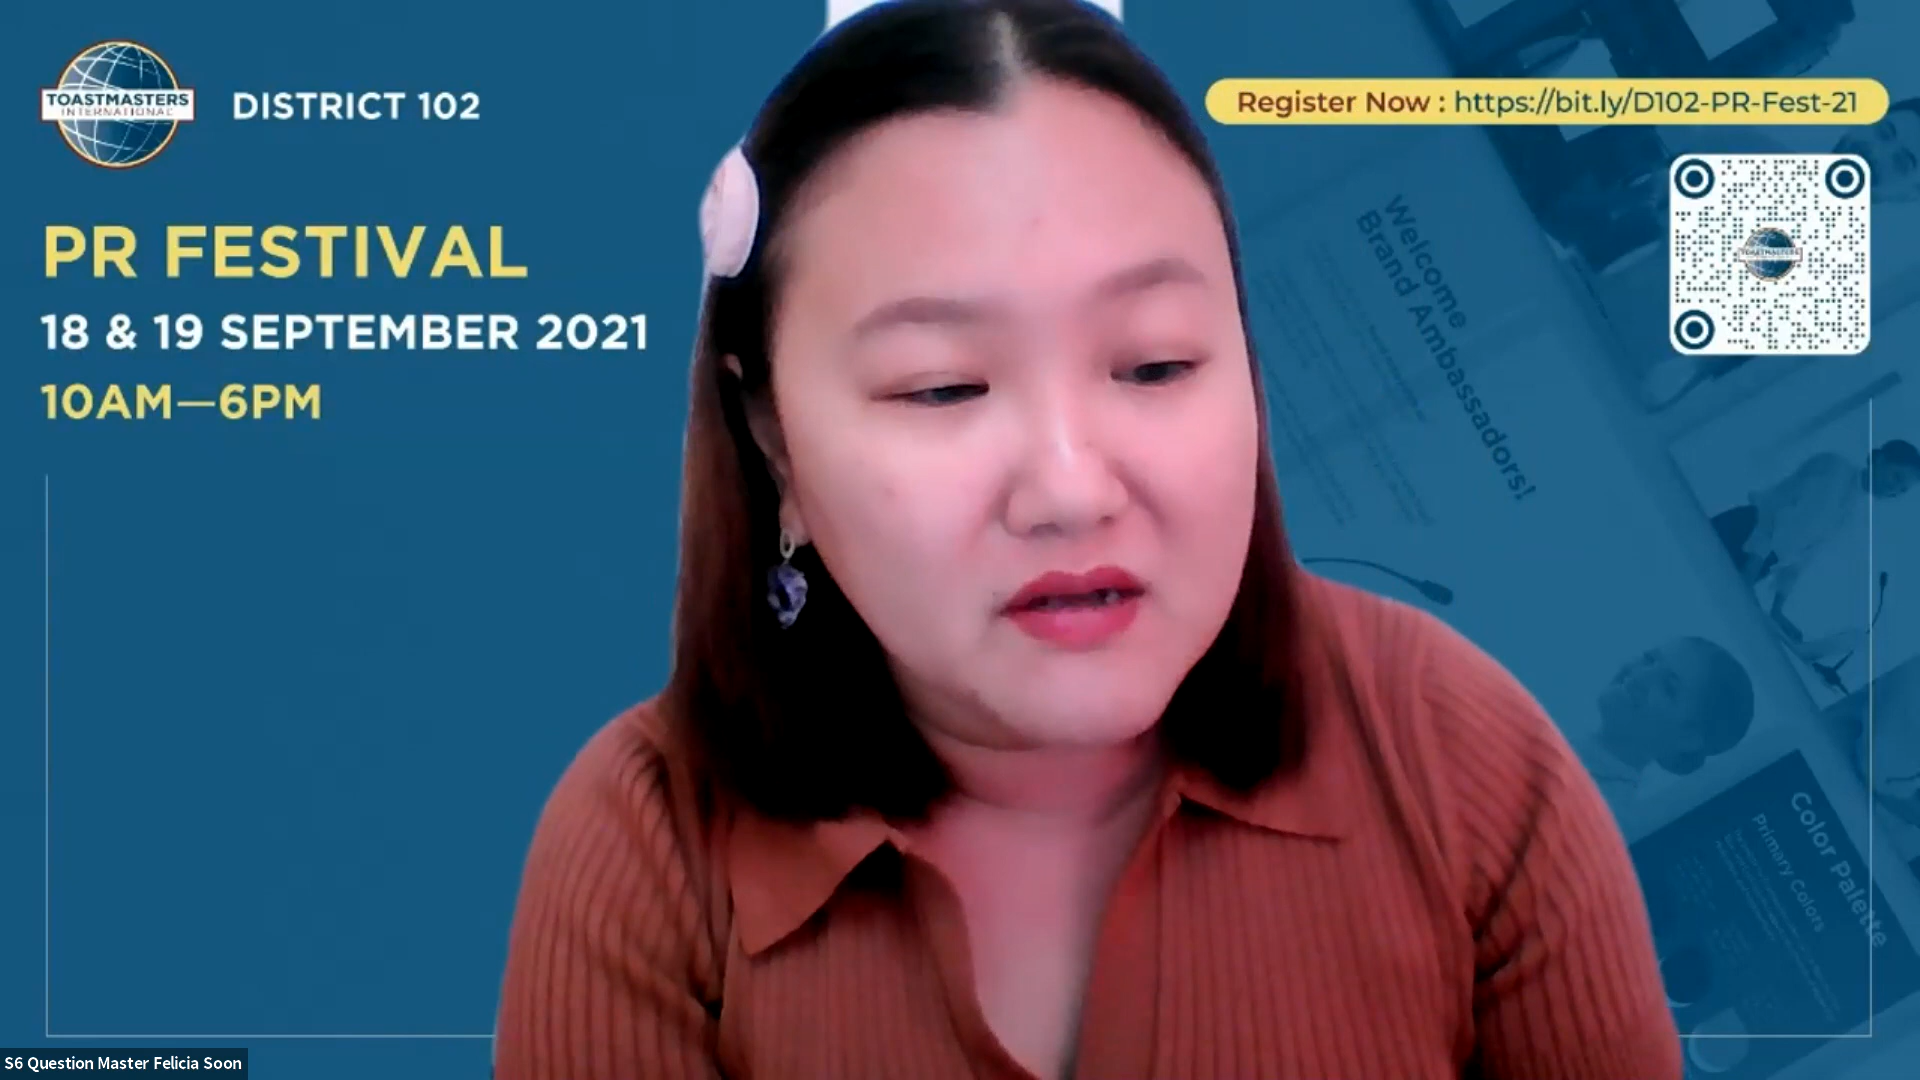 TOASTMASTERS
INTERNATIONAL
DISTRICT 102
Register Now : https://bit.ly/D102-PR-Fest-21
PR FESTIVAL
18 & 19 SEPTEMBER 2021
10AM—6PM
TOASTMASTERS
Welcome
Brand Ambassadors!
Color Palette
Primary Colors
S6 Question Master Felicia Soon